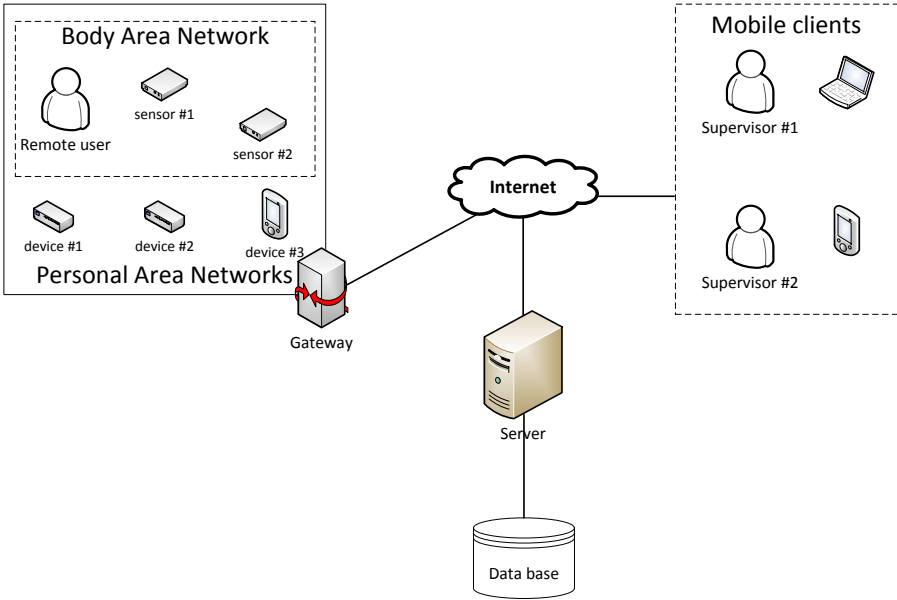 Body Area Network
Remote user
sensor #1
sensor #2
device #1
device #2
device #3
Personal Area Networks
Gateway
Internet
Server
Data base
Mobile clients
Supervisor #1
Supervisor #2